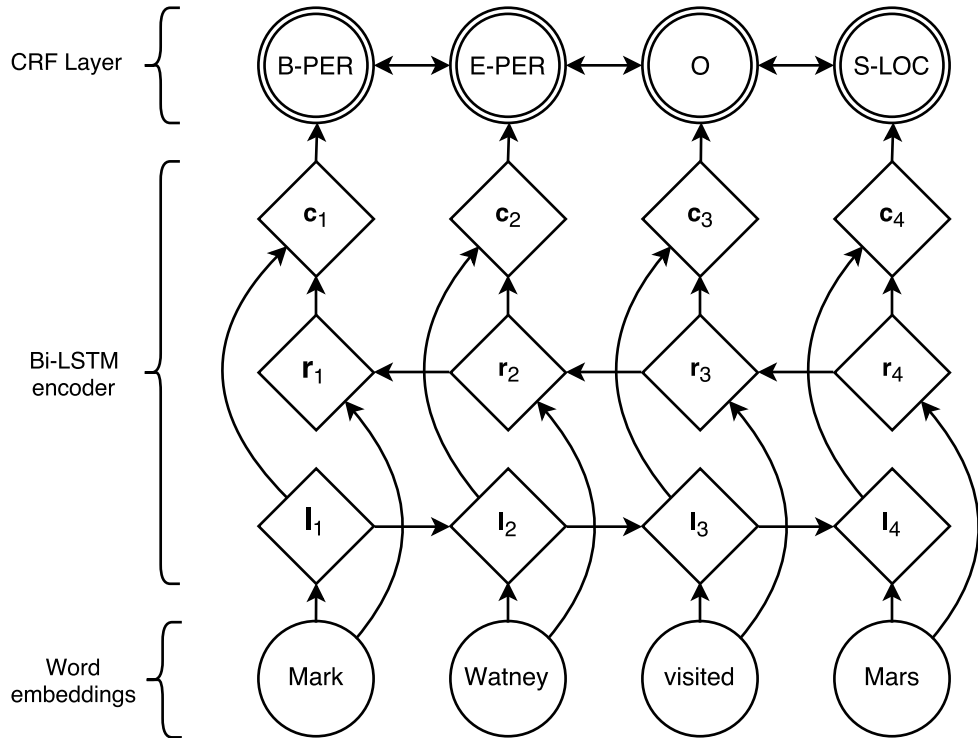 CRF Layer
B-PER E-PER O S-LOC
c₁ c₂ c₃ c₄
Bi-LSTM
encoder
r₁ r₂ r₃ r₄
l₁ l₂ l₃ l₄
Word
embeddings
Mark Watney visited Mars